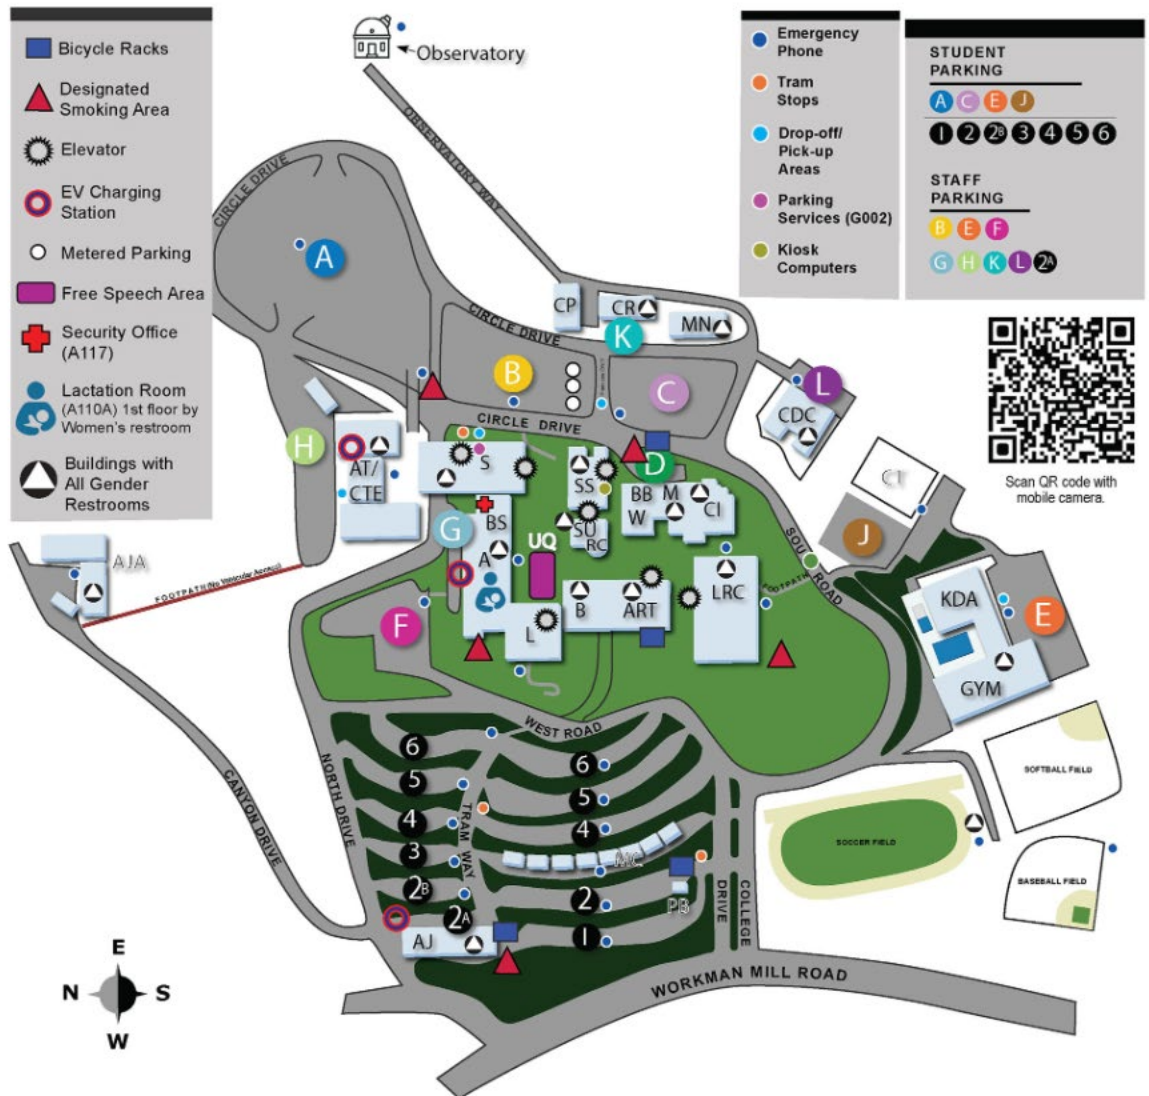 Bicycle Racks
Designated
Smoking Area
Elevator
EV Charging
Station
Metered Parking
Free Speech Area
Security Office
(A117)
Lactation Room
(A110A) 1st floor by
Women's restroom
Buildings with
All Gender
Restrooms
Observatory
OBSERVATORY WAY
Emergency
Phone
Tram
Stops
Drop-off/
Pick-up
Areas
Parking
Services (G002)
Kiosk
Computers
STUDENT
PARKING
A C E J
1 2 2B 3 4 5 6
STAFF
PARKING
B E F
G H K L 2A
Scan QR code with
mobile camera.
CIRCLE DRIVE
A
CP
CR
MN
K
CIRCLE DRIVE
B
C
L
CDC
CIRCLE DRIVE
H
AT/
CTE
S
SS
D
BB
M
W
CI
CT
J
G
BS
A
UQ
SU
RC
SOUTH ROAD
FOOTPATH
AJA
FOOTPATH (No Vehicular Access)
F
L
B
ART
LRC
KDA
E
GYM
WEST ROAD
NORTH DRIVE
CANYON DRIVE
TRAM WAY
6
5
4
3
2B
2A
AJ
6
5
4
MC
2
PB
1
COLLEGE
DRIVE
SOFTBALL FIELD
SOCCER FIELD
BASEBALL FIELD
WORKMAN MILL ROAD
E
N S
W